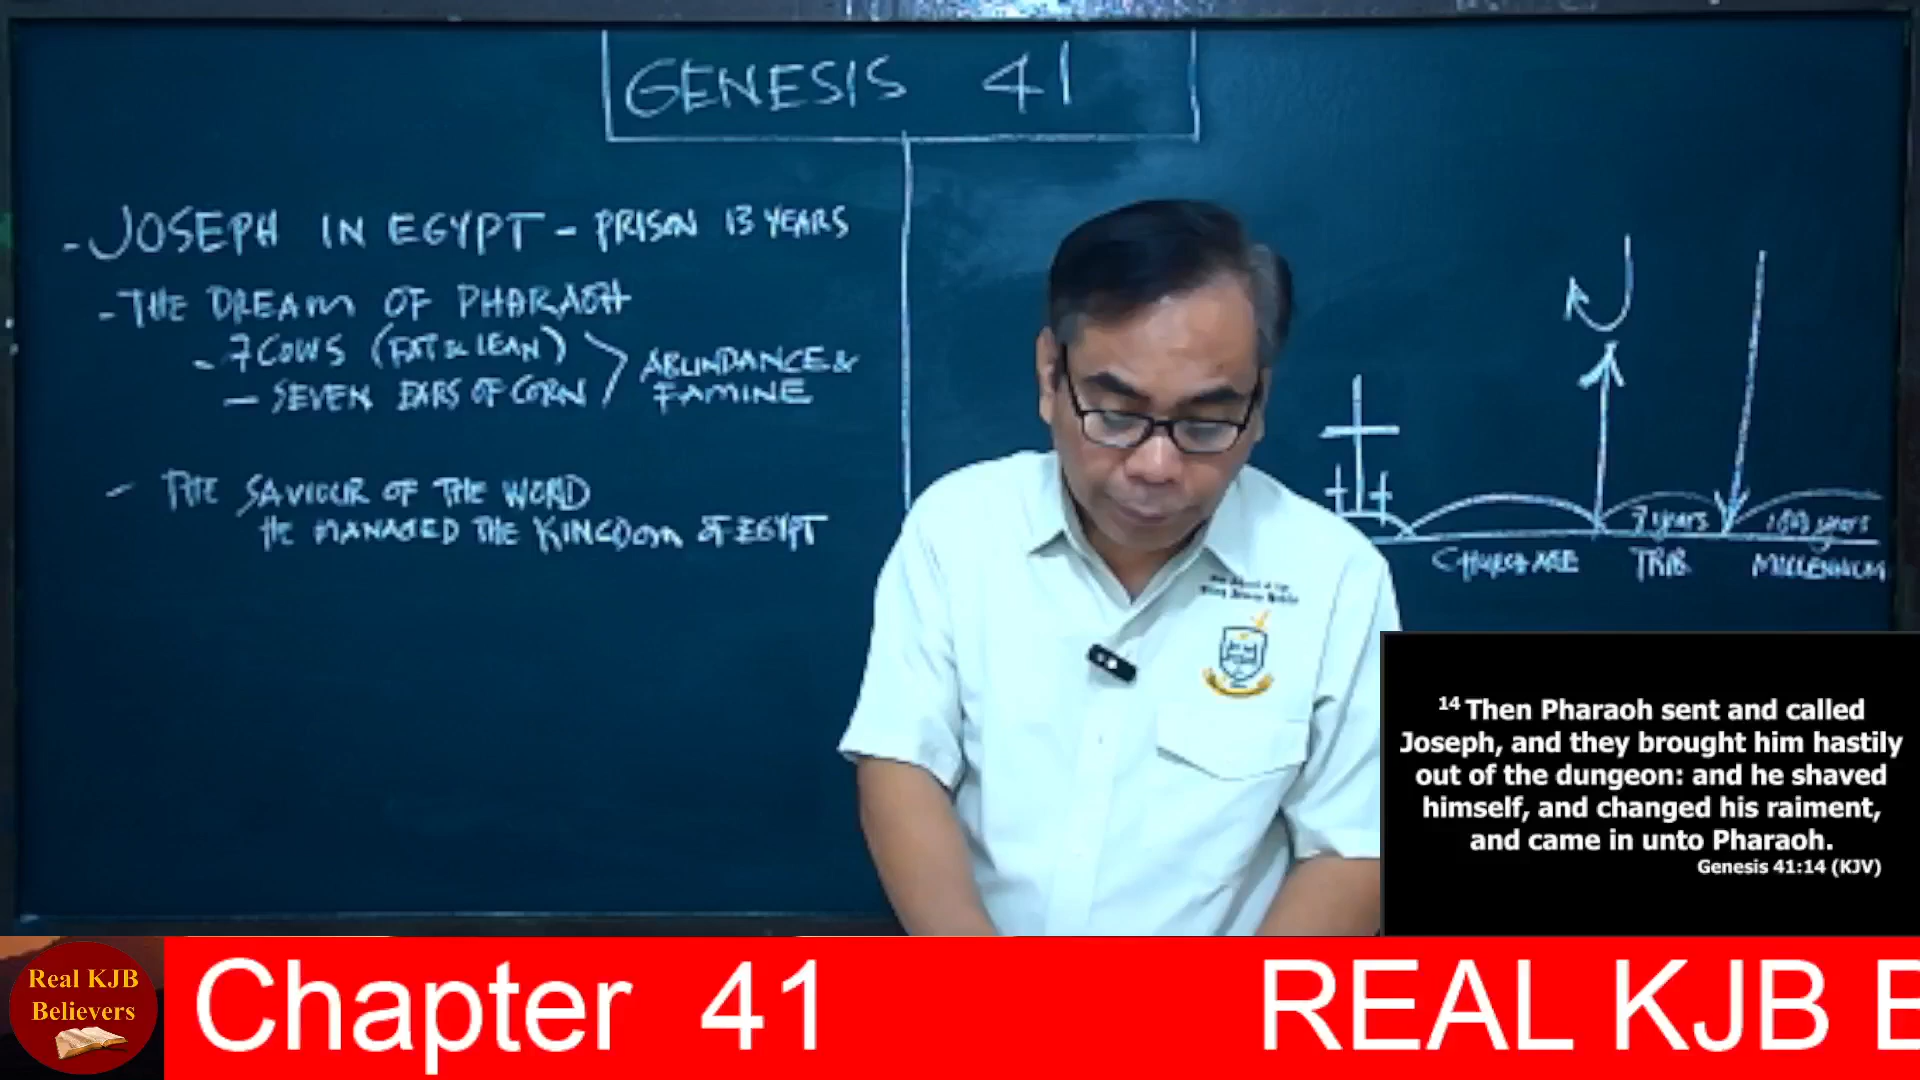 GENESIS 41
- JOSEPH IN EGYPT - PRISON 13 YEARS
- THE DREAM OF PHARAOH
- 7 COWS (FAT & LEAN)
- SEVEN EARS OF CORN
ABUNDANCE &
FAMINE
- THE SAVIOUR OF THE WORD
HE MANAGED THE KINGDOM OF EGYPT
7 years
years
CHURCH AGE
TRIB
MILLENNIUM
14 Then Pharaoh sent and called
Joseph, and they brought him hastily
out of the dungeon: and he shaved
himself, and changed his raiment,
and came in unto Pharaoh.
Genesis 41:14 (KJV)
Real KJB
Believers
Chapter 41
REAL KJB B